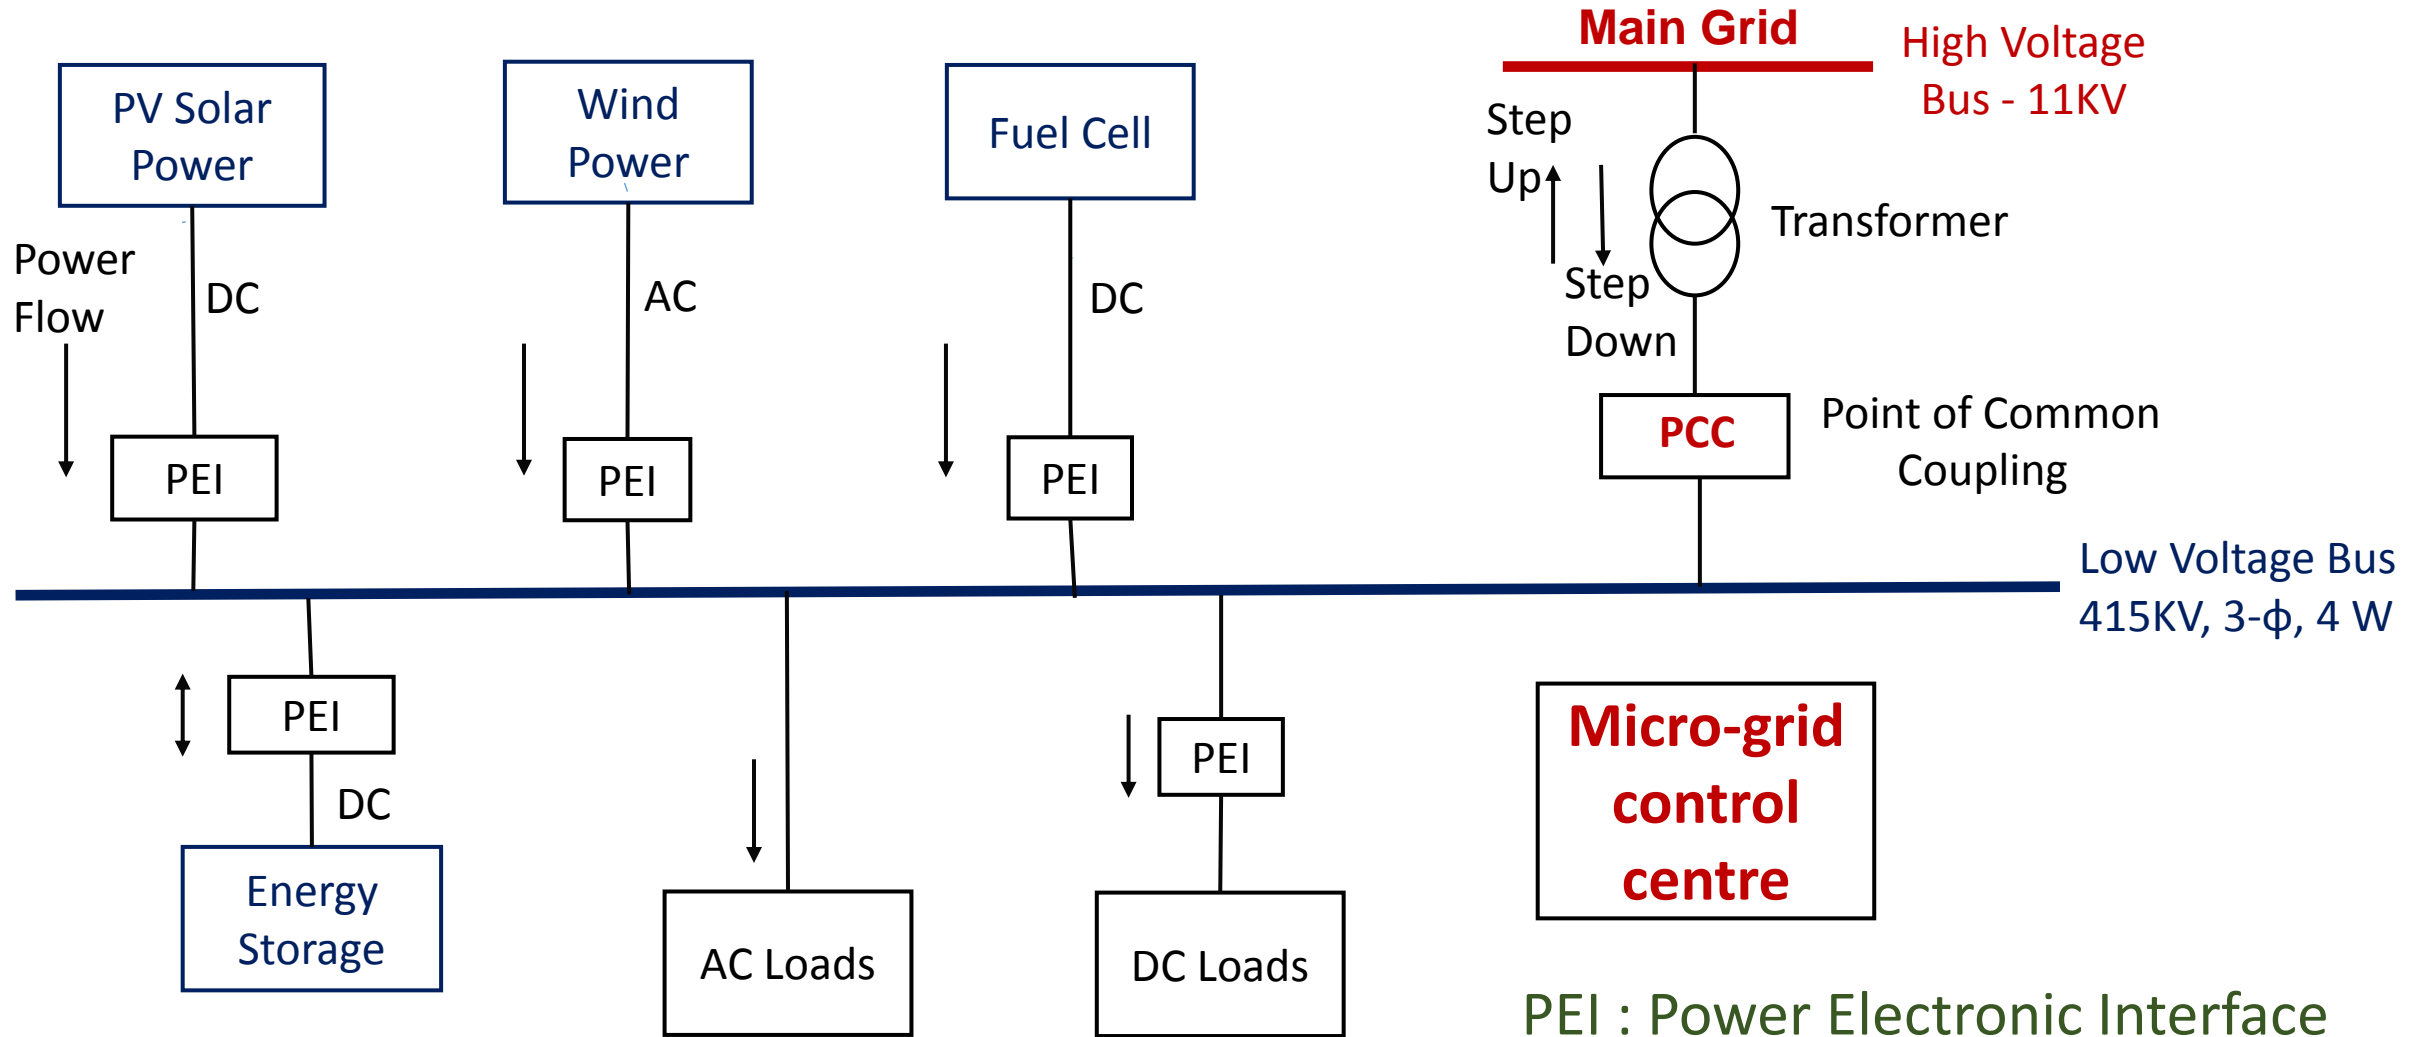 Main Grid
High Voltage
Bus - 11KV
PV Solar
Power
Wind
Power
Fuel Cell
Step
Up
Transformer
Power
Flow
DC
AC
DC
Step
Down
PCC
Point of Common
Coupling
PEI
PEI
PEI
Low Voltage Bus
415KV, 3-ф, 4 W
PEI
DC
PEI
Energy
Storage
AC Loads
DC Loads
Micro-grid
control
centre
PEI : Power Electronic Interface